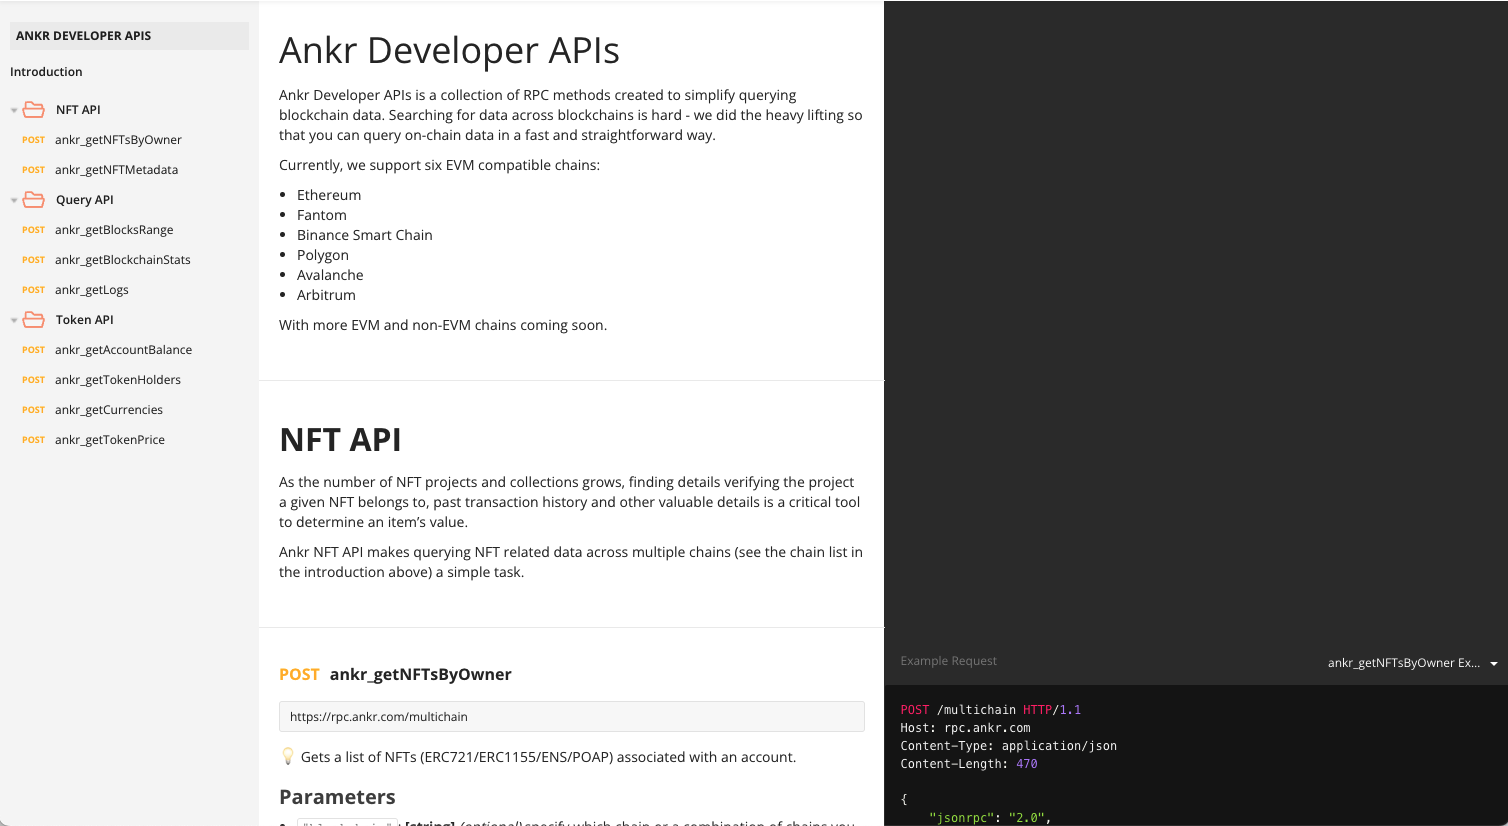 ANKR DEVELOPER APIS
Introduction
NFT API
POST ankr_getNFTsByOwner
POST ankr_getNFTMetadata
Query API
POST ankr_getBlocksRange
POST ankr_getBlockchainStats
POST ankr_getLogs
Token API
POST ankr_getAccountBalance
POST ankr_getTokenHolders
POST ankr_getCurrencies
POST ankr_getTokenPrice
Ankr Developer APIs
Ankr Developer APIs is a collection of RPC methods created to simplify querying
blockchain data. Searching for data across blockchains is hard - we did the heavy lifting so
that you can query on-chain data in a fast and straightforward way.
Currently, we support six EVM compatible chains:
• Ethereum
• Fantom
• Binance Smart Chain
• Polygon
• Avalanche
• Arbitrum
With more EVM and non-EVM chains coming soon.
NFT API
As the number of NFT projects and collections grows, finding details verifying the project
a given NFT belongs to, past transaction history and other valuable details is a critical tool
to determine an item’s value.
Ankr NFT API makes querying NFT related data across multiple chains (see the chain list in
the introduction above) a simple task.
POST ankr_getNFTsByOwner
https://rpc.ankr.com/multichain
Gets a list of NFTs (ERC721/ERC1155/ENS/POAP) associated with an account.
Parameters
[string] (optional) specify which chain or a combination of chains you
Example Request
ankr_getNFTsByOwner Ex...
POST /multichain HTTP/1.1
Host: rpc.ankr.com
Content-Type: application/json
Content-Length: 470
{
"jsonrpc": "2.0",